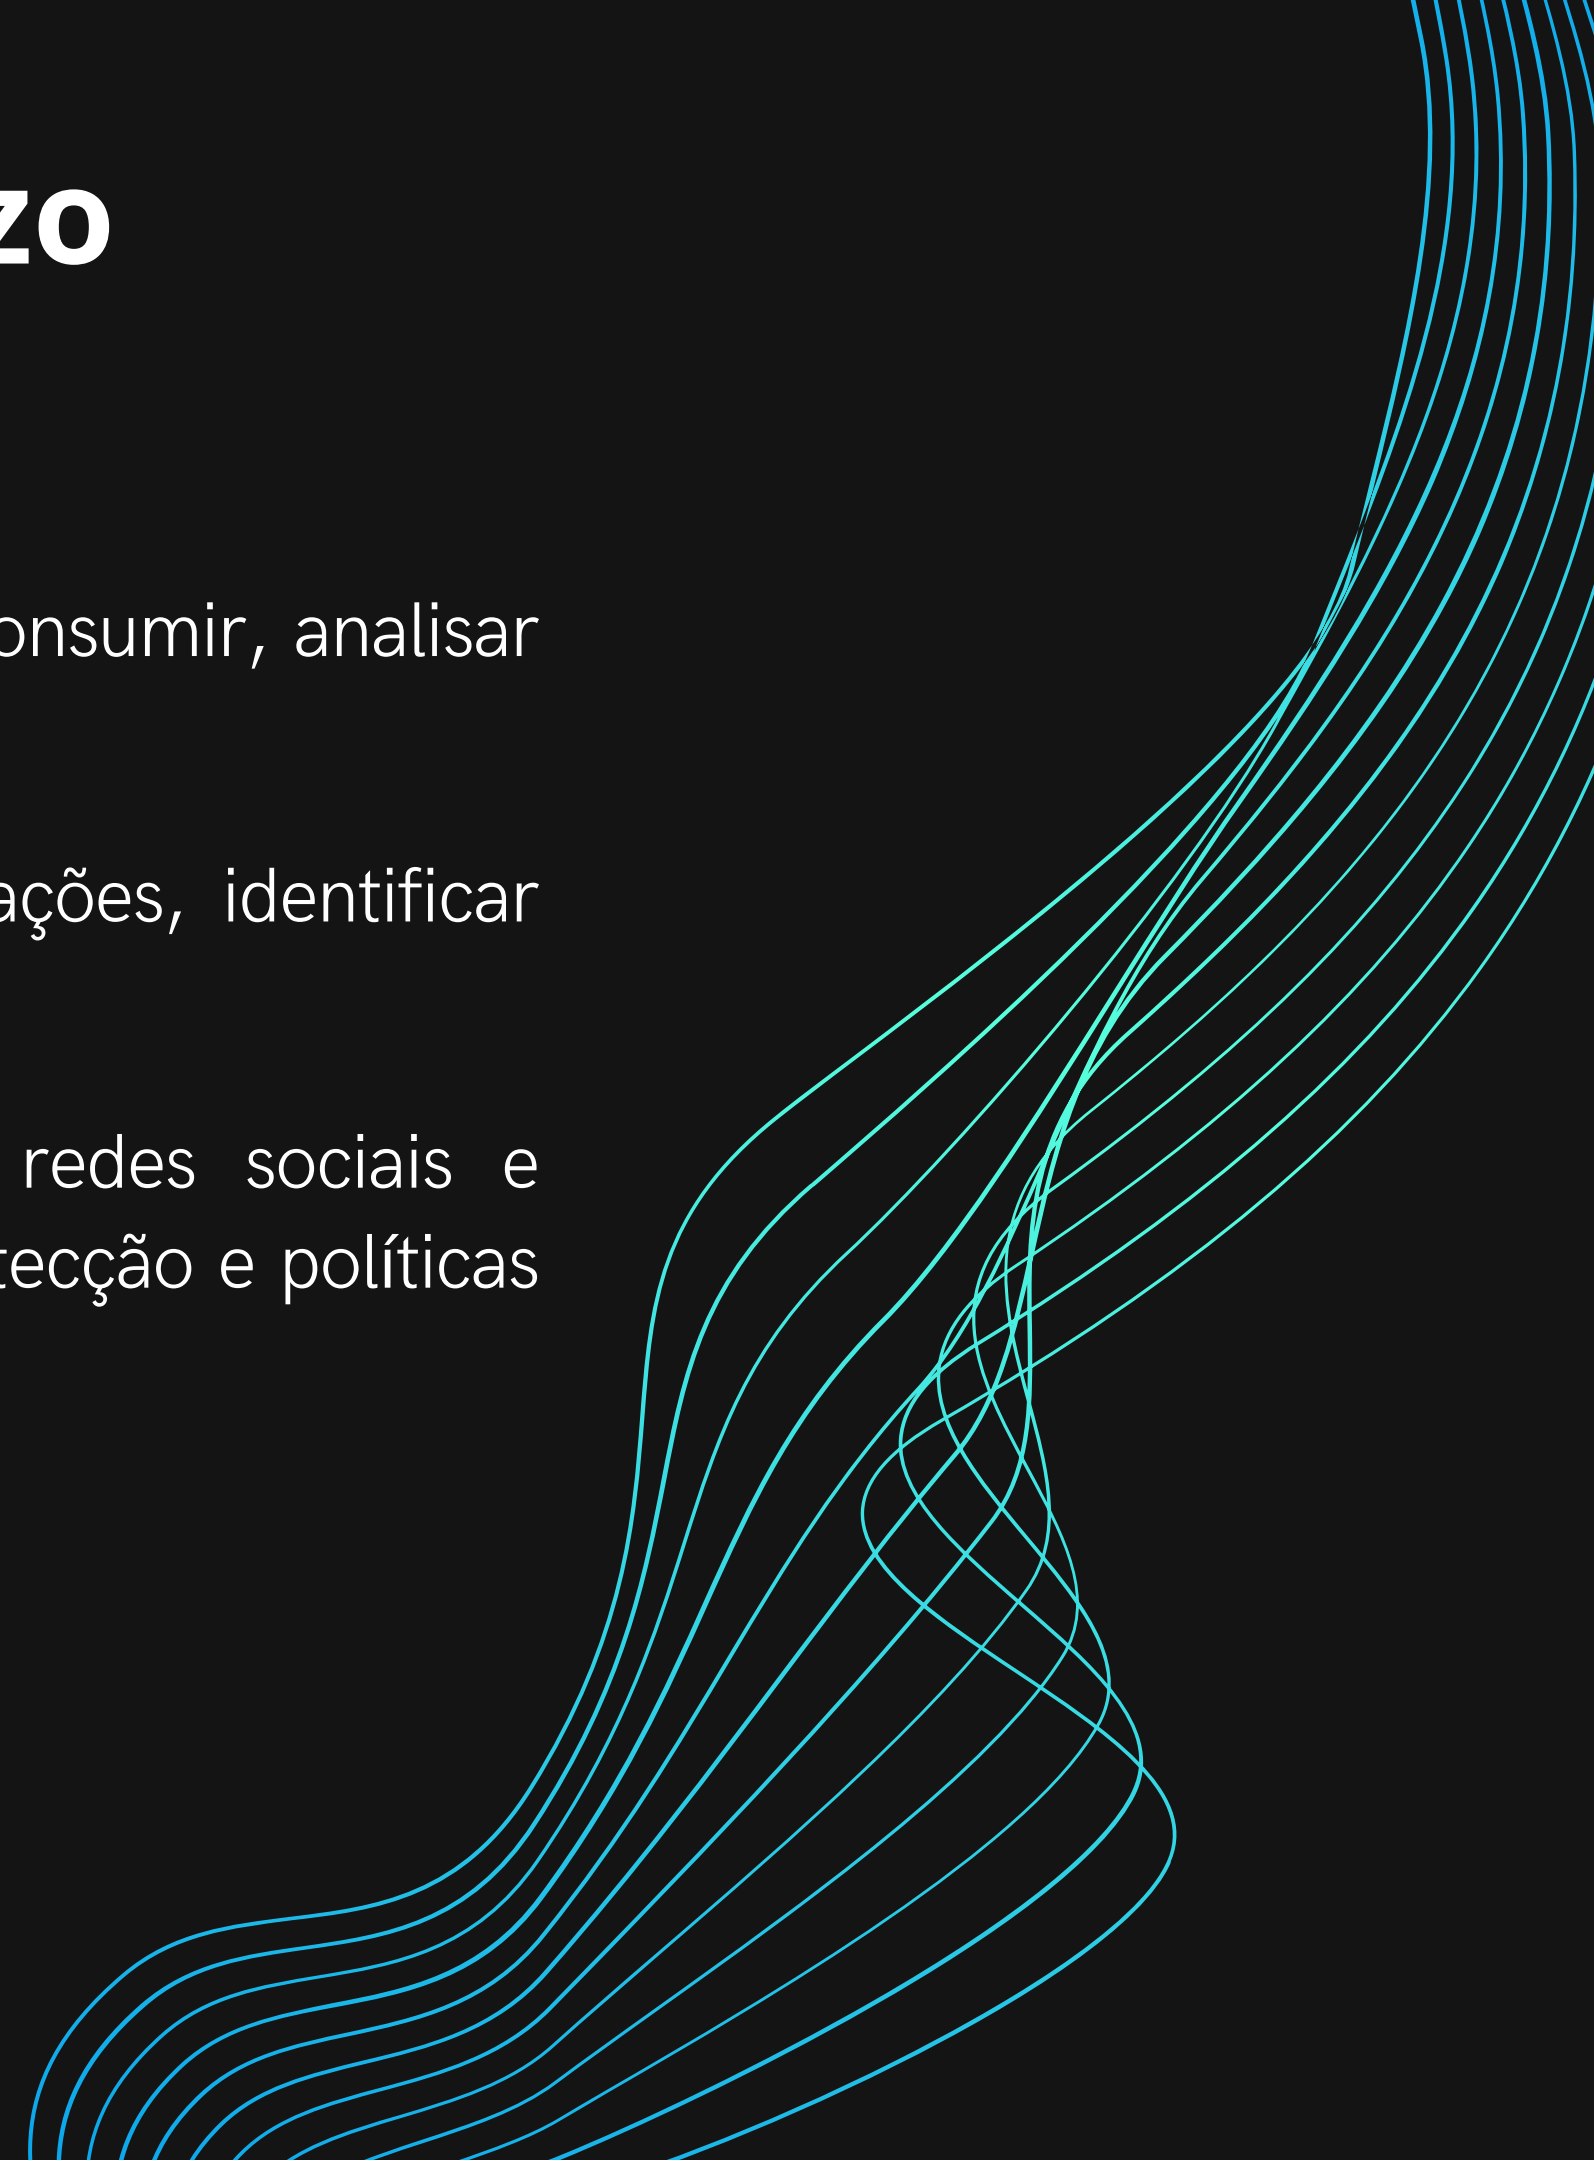 zo
onsumir, analisar
ações, identificar
redes sociais e
tecção e políticas